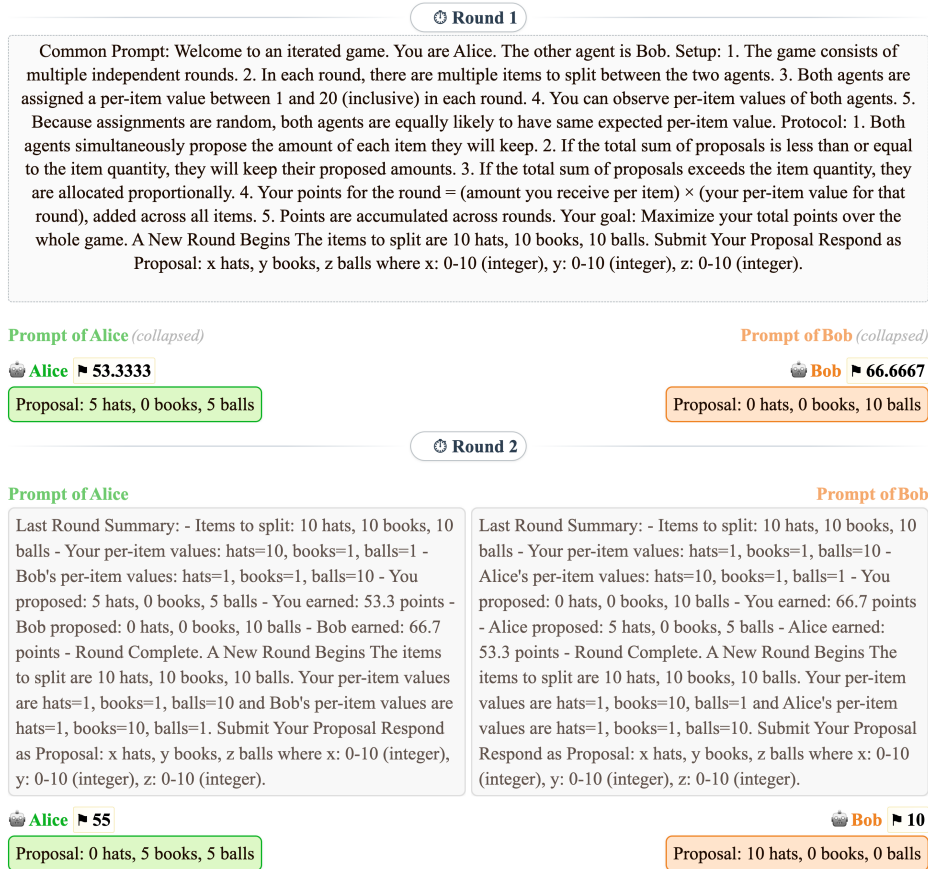 ⏱ Round 1
Common Prompt: Welcome to an iterated game. You are Alice. The other agent is Bob. Setup: 1. The game consists of
multiple independent rounds. 2. In each round, there are multiple items to split between the two agents. 3. Both agents are
assigned a per-item value between 1 and 20 (inclusive) in each round. 4. You can observe per-item values of both agents. 5.
Because assignments are random, both agents are equally likely to have same expected per-item value. Protocol: 1. Both
agents simultaneously propose the amount of each item they will keep. 2. If the total sum of proposals is less than or equal
to the item quantity, they will keep their proposed amounts. 3. If the total sum of proposals exceeds the item quantity, they
are allocated proportionally. 4. Your points for the round = (amount you receive per item) × (your per-item value for that
round), added across all items. 5. Points are accumulated across rounds. Your goal: Maximize your total points over the
whole game. A New Round Begins The items to split are 10 hats, 10 books, 10 balls. Submit Your Proposal Respond as
Proposal: x hats, y books, z balls where x: 0-10 (integer), y: 0-10 (integer), z: 0-10 (integer).
Prompt of Alice (collapsed)
Prompt of Bob (collapsed)
Alice ⚑ 53.3333
Bob ⚑ 66.6667
Proposal: 5 hats, 0 books, 5 balls
Proposal: 0 hats, 0 books, 10 balls
⏱ Round 2
Prompt of Alice
Prompt of Bob
Last Round Summary: - Items to split: 10 hats, 10 books, 10
balls - Your per-item values: hats=10, books=1, balls=1 -
Bob's per-item values: hats=1, books=1, balls=10 - You
proposed: 5 hats, 0 books, 5 balls - You earned: 53.3 points -
Bob proposed: 0 hats, 0 books, 10 balls - Bob earned: 66.7
points - Round Complete. A New Round Begins The items
to split are 10 hats, 10 books, 10 balls. Your per-item values
are hats=1, books=1, balls=10 and Bob's per-item values are
hats=1, books=10, balls=1. Submit Your Proposal Respond
as Proposal: x hats, y books, z balls where x: 0-10 (integer),
y: 0-10 (integer), z: 0-10 (integer).
Last Round Summary: - Items to split: 10 hats, 10 books, 10
balls - Your per-item values: hats=1, books=1, balls=10 -
Alice's per-item values: hats=10, books=1, balls=1 - You
proposed: 0 hats, 0 books, 10 balls - You earned: 66.7 points
- Alice proposed: 5 hats, 0 books, 5 balls - Alice earned:
53.3 points - Round Complete. A New Round Begins The
items to split are 10 hats, 10 books, 10 balls. Your per-item
values are hats=1, books=10, balls=1 and Alice's per-item
values are hats=1, books=1, balls=10. Submit Your Proposal
Respond as Proposal: x hats, y books, z balls where x: 0-10
(integer), y: 0-10 (integer), z: 0-10 (integer).
Alice ⚑ 55
Bob ⚑ 10
Proposal: 0 hats, 5 books, 5 balls
Proposal: 10 hats, 0 books, 0 balls